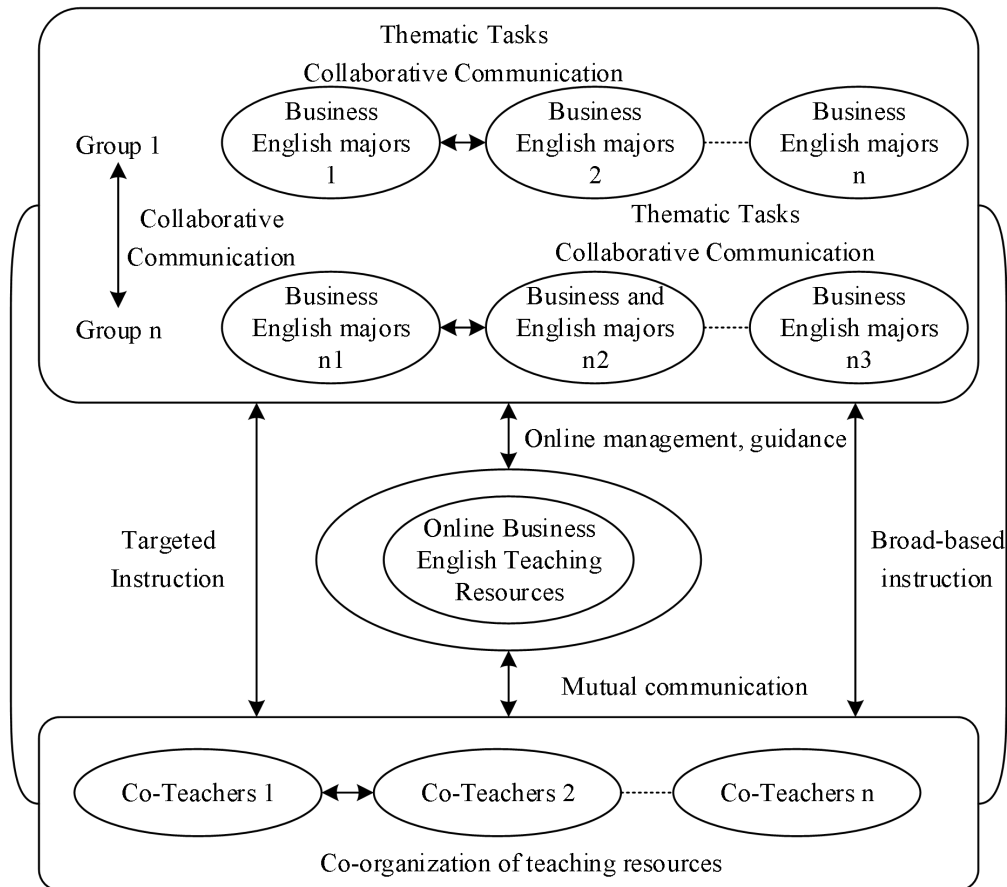 Thematic Tasks
Collaborative Communication
Business
English majors
1
Business
English majors
2
Business
English majors
n
Group 1
Collaborative
Communication
Group n
Thematic Tasks
Collaborative Communication
Business
English majors
n1
Business and
English majors
n2
Business
English majors
n3
Online management, guidance
Targeted
Instruction
Online Business
English Teaching
Resources
Broad-based
instruction
Mutual communication
Co-Teachers 1
Co-Teachers 2
Co-Teachers n
Co-organization of teaching resources